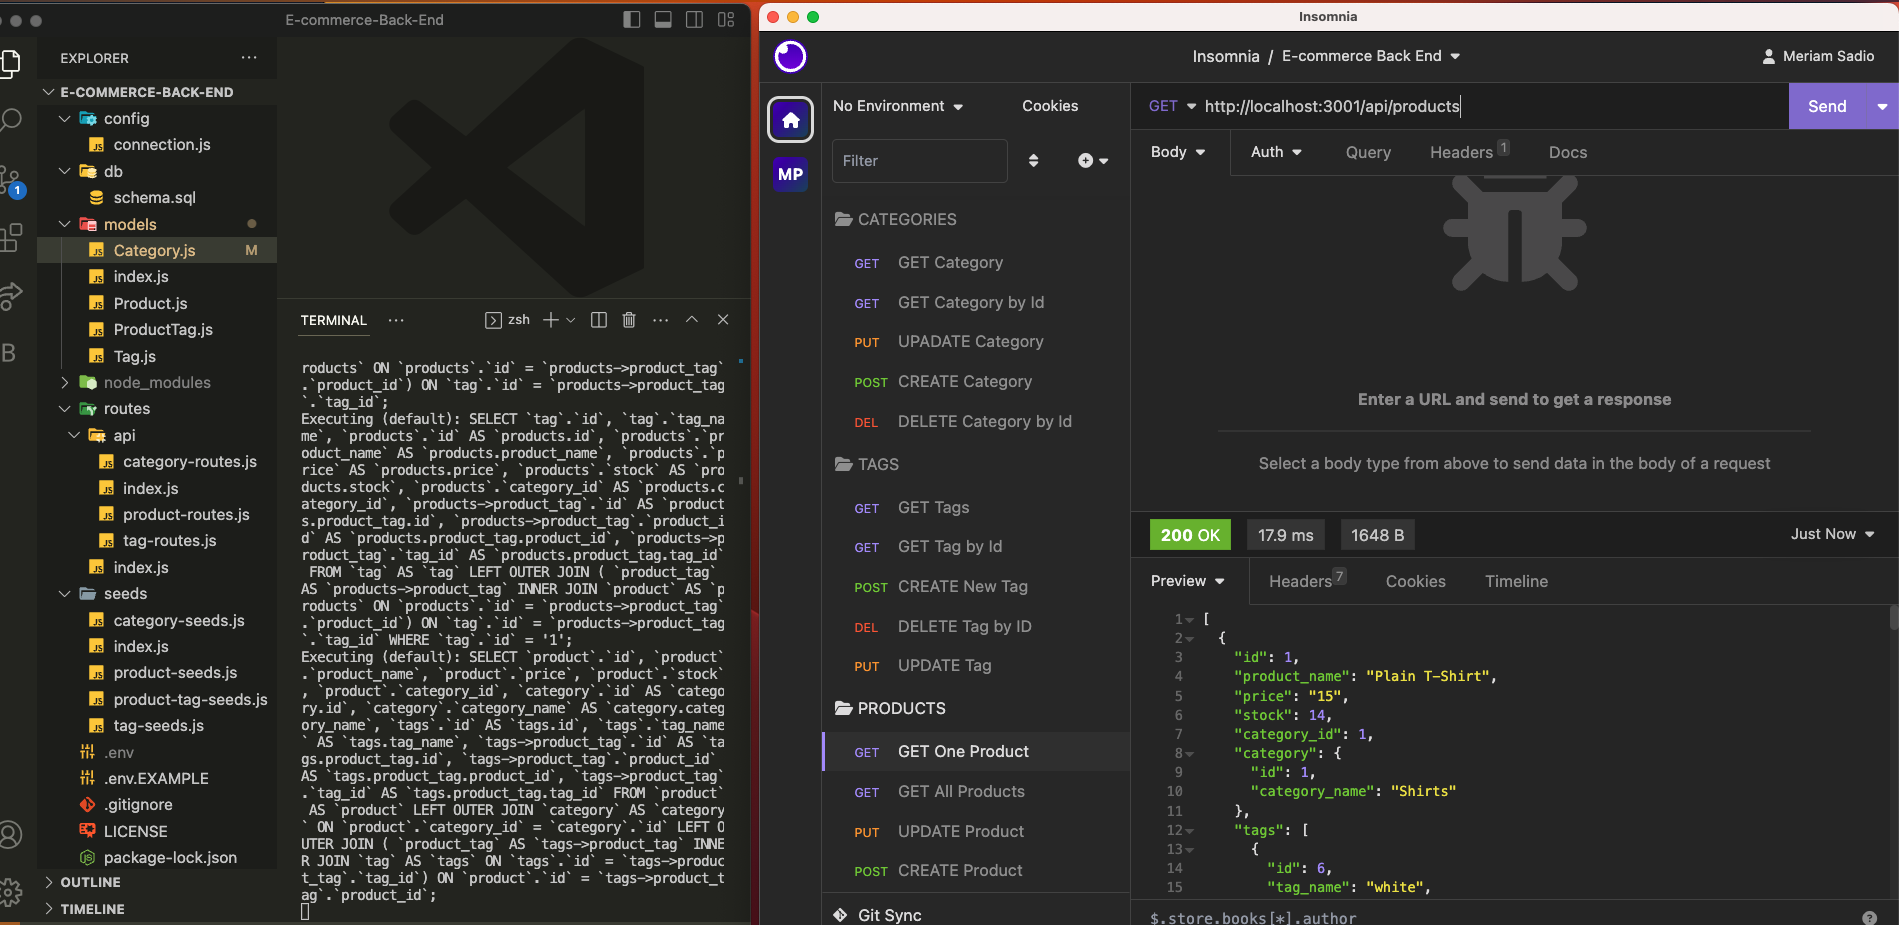 E-commerce-Back-End
EXPLORER
E-COMMERCE-BACK-END
config
connection.js
db
schema.sql
models
Category.js M
index.js
Product.js
ProductTag.js
Tag.js
node_modules
routes
api
category-routes.js
index.js
product-routes.js
tag-routes.js
index.js
seeds
category-seeds.js
index.js
product-seeds.js
product-tag-seeds.js
tag-seeds.js
.env
.env.EXAMPLE
.gitignore
LICENSE
package-lock.json
OUTLINE
TIMELINE
1
B
TERMINAL
zsh
roducts` ON `products`.`id` = `products->product_tag`
.`product_id`) ON `tag`.`id` = `products->product_tag
`.`tag_id`;
Executing (default): SELECT `tag`.`id`, `tag`.`tag_na
me`, `products`.`id` AS `products.id`, `products`.`pr
oduct_name` AS `products.product_name`, `products`.`p
rice` AS `products.price`, `products`.`stock` AS `pro
ducts.stock`, `products`.`category_id` AS `products.c
ategory_id`, `products->product_tag`.`id` AS `product
s.product_tag.id`, `products->product_tag`.`product_i
d` AS `products.product_tag.product_id`, `products->p
roduct_tag`.`tag_id` AS `products.product_tag.tag_id`
FROM `tag` AS `tag` LEFT OUTER JOIN ( `product_tag`
AS `products->product_tag` INNER JOIN `product` AS `p
roducts` ON `products`.`id` = `products->product_tag`
.`product_id`) ON `tag`.`id` = `products->product_tag
`.`tag_id` WHERE `tag`.`id` = '1';
Executing (default): SELECT `product`.`id`, `product`
.`product_name`, `product`.`price`, `product`.`stock`
, `product`.`category_id`, `category`.`id` AS `catego
ry.id`, `category`.`category_name` AS `category.categ
ory_name`, `tags`.`id` AS `tags.id`, `tags`.`tag_name
` AS `tags.tag_name`, `tags->product_tag`.`id` AS `ta
gs.product_tag.id`, `tags->product_tag`.`product_id`
AS `tags.product_tag.product_id`, `tags->product_tag`
.`tag_id` AS `tags.product_tag.tag_id` FROM `product`
AS `product` LEFT OUTER JOIN `category` AS `category
` ON `product`.`category_id` = `category`.`id` LEFT O
UTER JOIN ( `product_tag` AS `tags->product_tag` INNE
R JOIN `tag` AS `tags` ON `tags`.`id` = `tags->produc
t_tag`.`tag_id`) ON `product`.`id` = `tags->product_t
ag`.`product_id`;
Insomnia
Insomnia / E-commerce Back End
Meriam Sadio
MP
No Environment Cookies
Filter
CATEGORIES
GET GET Category
GET GET Category by Id
PUT UPADATE Category
POST CREATE Category
DEL DELETE Category by Id
TAGS
GET GET Tags
GET GET Tag by Id
POST CREATE New Tag
DEL DELETE Tag by ID
PUT UPDATE Tag
PRODUCTS
GET GET One Product
GET GET All Products
PUT UPDATE Product
POST CREATE Product
Git Sync
GET http://localhost:3001/api/products Send
Body Auth Query Headers 1 Docs
Enter a URL and send to get a response
Select a body type from above to send data in the body of a request
200 OK 17.9 ms 1648 B Just Now
Preview Headers 7 Cookies Timeline
1 [
2 {
3 "id": 1,
4 "product_name": "Plain T-Shirt",
5 "price": "15",
6 "stock": 14,
7 "category_id": 1,
8 "category": {
9 "id": 1,
10 "category_name": "Shirts"
11 },
12 "tags": [
13 {
14 "id": 6,
15 "tag_name": "white",
$.store.books[*].author